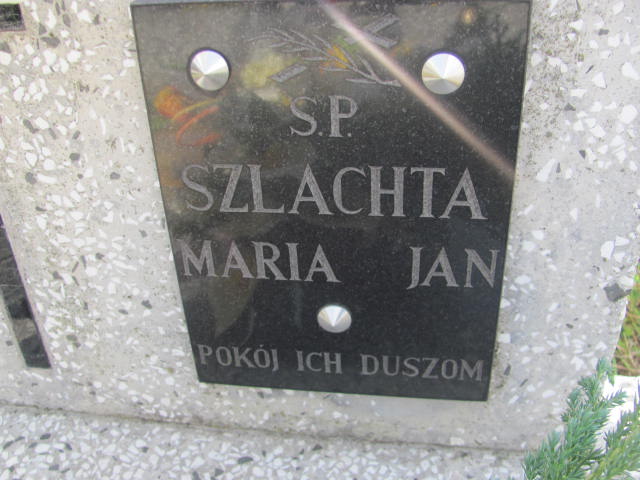 S.P.
SZLACHTA
MARIA JAN
POKÓJ ICH DUSZOM